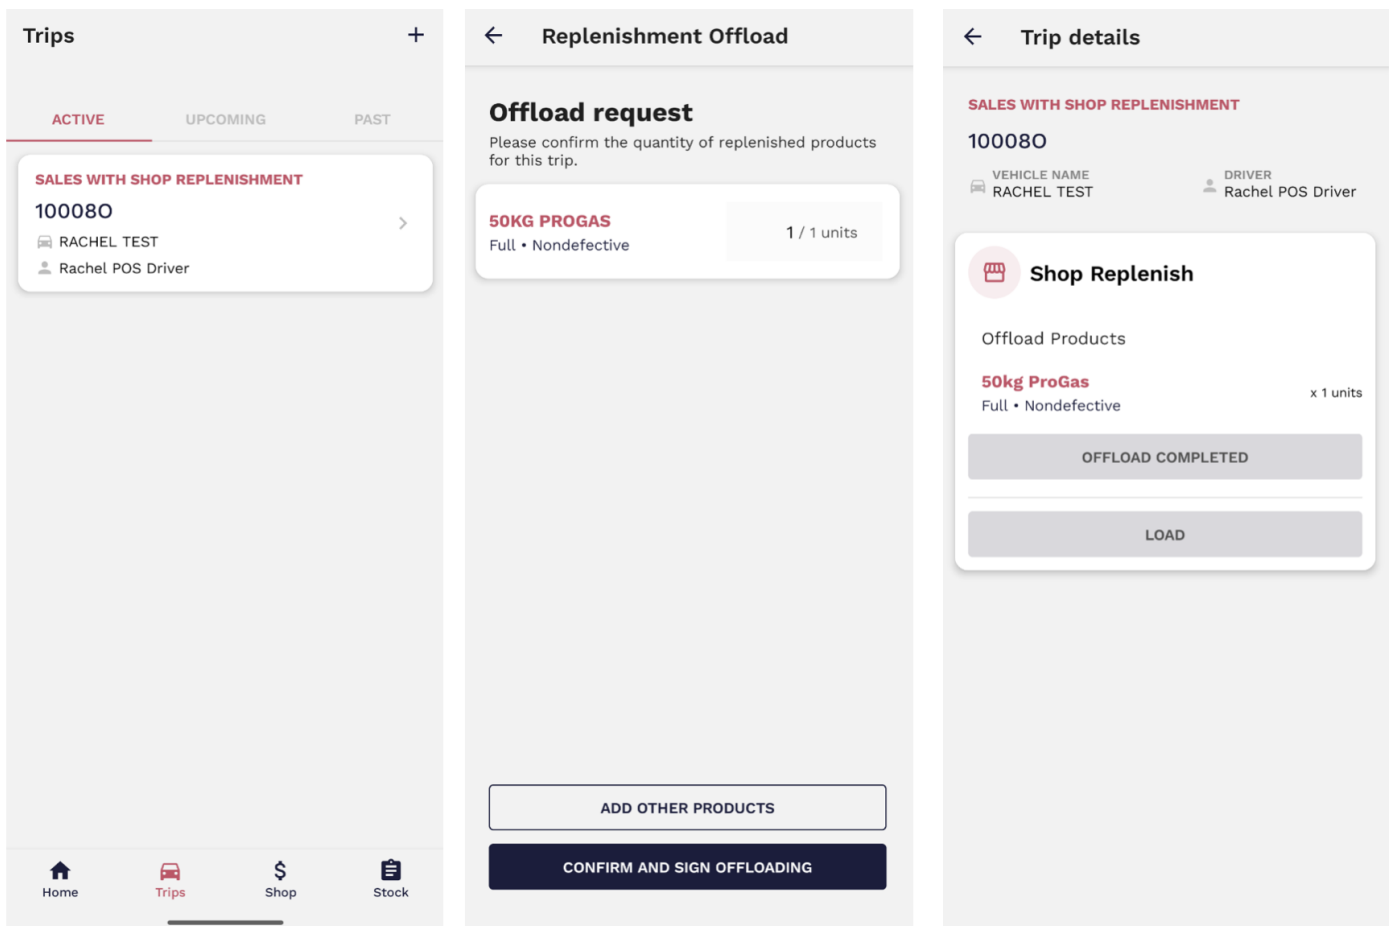 Trips
ACTIVE
UPCOMING
PAST
SALES WITH SHOP REPLENISHMENT
10008O
RACHEL TEST
Rachel POS Driver
Home
Trips
Shop
Stock
Replenishment Offload
Offload request
Please confirm the quantity of replenished products
for this trip.
50KG PROGAS
1 / 1 units
Full • Nondefective
ADD OTHER PRODUCTS
CONFIRM AND SIGN OFFLOADING
Trip details
SALES WITH SHOP REPLENISHMENT
10008O
VEHICLE NAME
RACHEL TEST
DRIVER
Rachel POS Driver
Shop Replenish
Offload Products
50kg ProGas
Full • Nondefective
x 1 units
OFFLOAD COMPLETED
LOAD